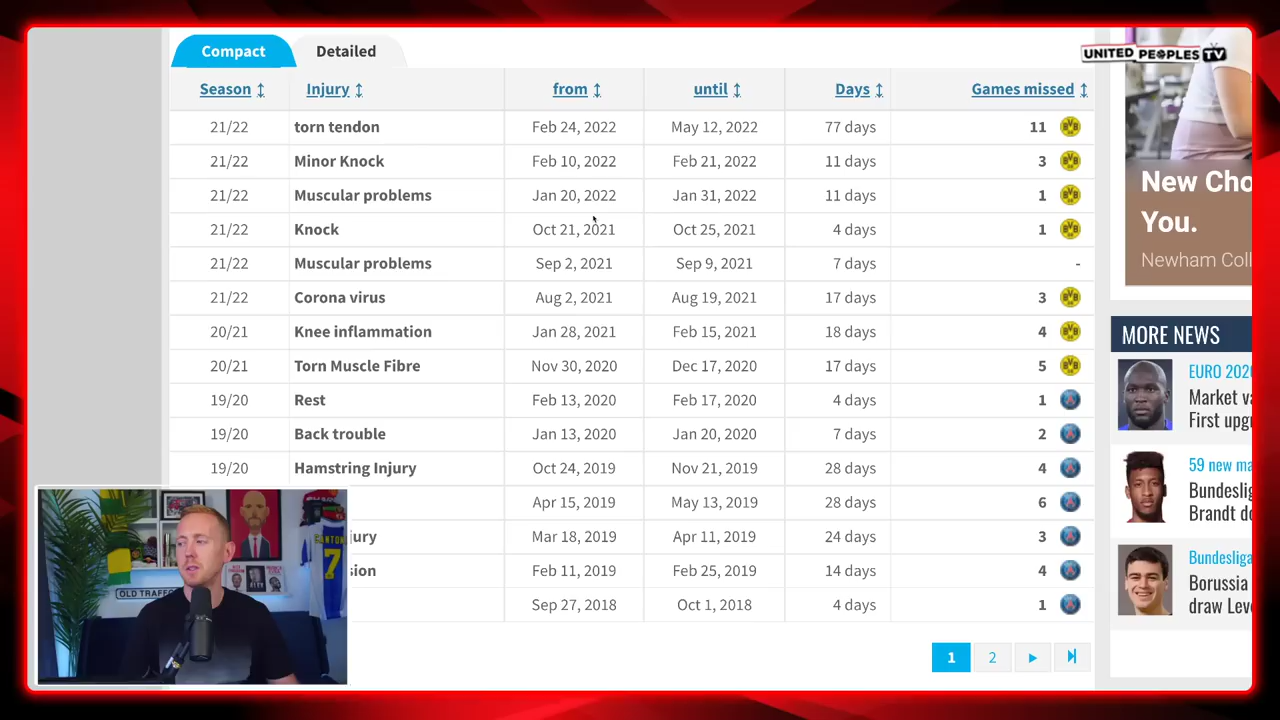 UNITED PEOPLES TV
Compact Detailed
Season Injury from until Days Games missed
21/22 torn tendon Feb 24, 2022 May 12, 2022 77 days 11
21/22 Minor Knock Feb 10, 2022 Feb 21, 2022 11 days 3
21/22 Muscular problems Jan 20, 2022 Jan 31, 2022 11 days 1
21/22 Knock Oct 21, 2021 Oct 25, 2021 4 days 1
21/22 Muscular problems Sep 2, 2021 Sep 9, 2021 7 days -
21/22 Corona virus Aug 2, 2021 Aug 19, 2021 17 days 3
20/21 Knee inflammation Jan 28, 2021 Feb 15, 2021 18 days 4
20/21 Torn Muscle Fibre Nov 30, 2020 Dec 17, 2020 17 days 5
19/20 Rest Feb 13, 2020 Feb 17, 2020 4 days 1
19/20 Back trouble Jan 13, 2020 Jan 20, 2020 7 days 2
19/20 Hamstring Injury Oct 24, 2019 Nov 21, 2019 28 days 4
Apr 15, 2019 May 13, 2019 28 days 6
jury Mar 18, 2019 Apr 11, 2019 24 days 3
sion Feb 11, 2019 Feb 25, 2019 14 days 4
Sep 27, 2018 Oct 1, 2018 4 days 1
1 2
New Cho
You.
Newham Coll
MORE NEWS
EURO 2020
Market va
First upgr
59 new ma
Bundeslig
Brandt do
Bundesliga
Borussia
draw Lev
OLD TRAFFO
7